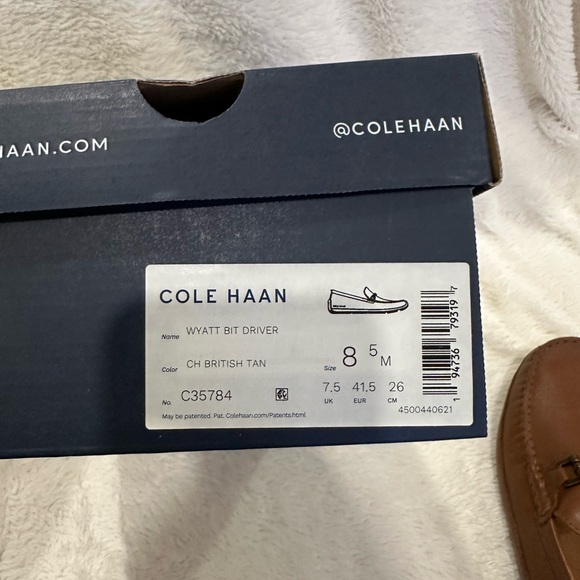 HAAN.COM
@COLEHAAN
COLE HAAN
Name WYATT BIT DRIVER
Color CH BRITISH TAN
Size 8 5 M
No. C35784
7.5 41.5 26
UK EUR CM
May be patented. Pat. Colehaan.com/Patents.html
1 94736 79319 7
4500440621